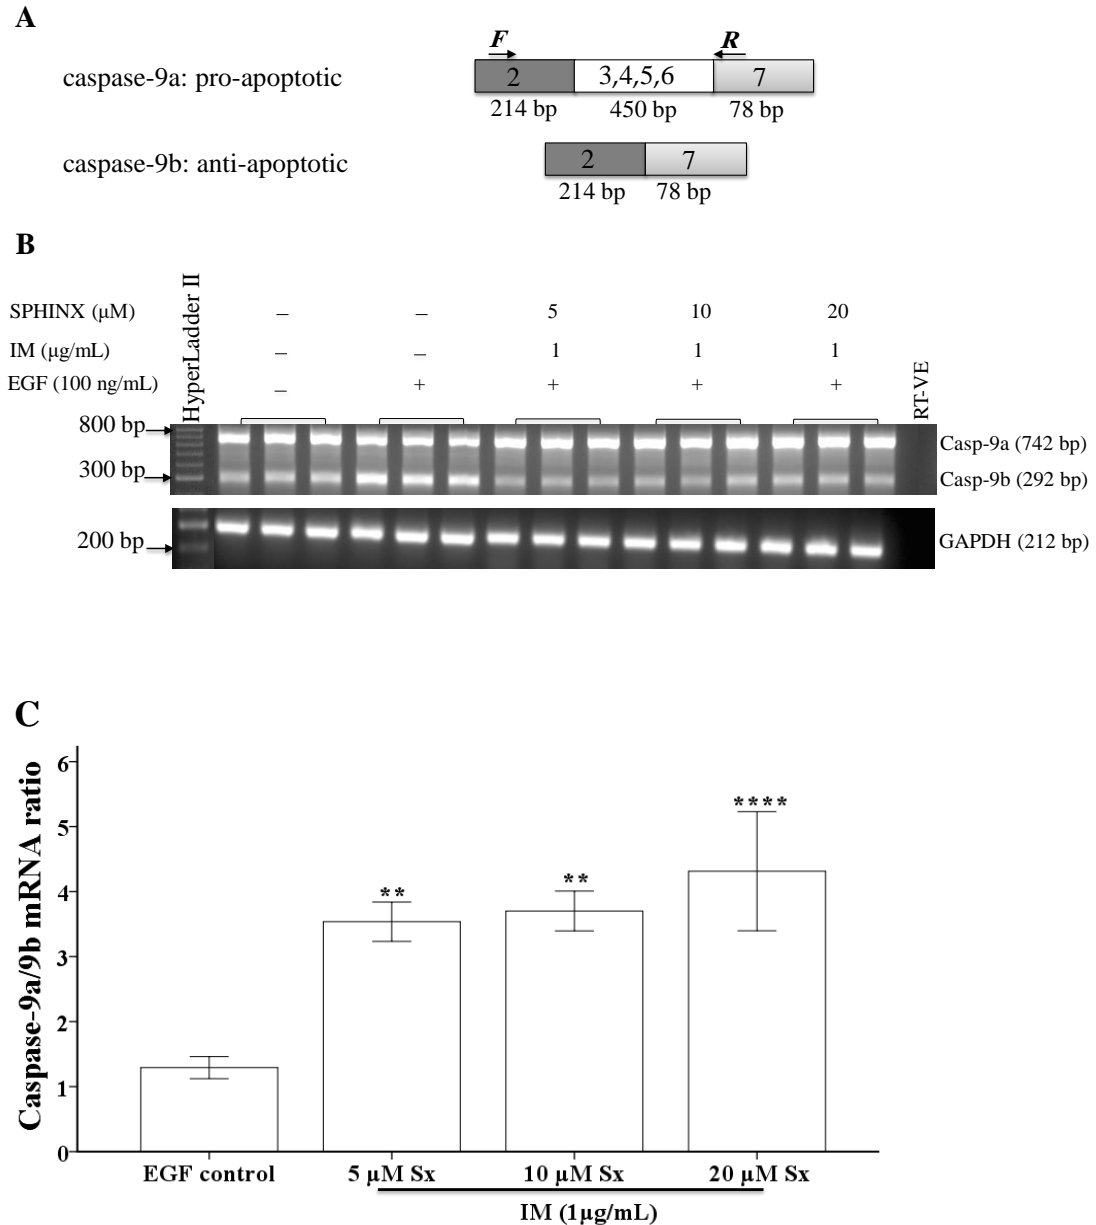 A
F R
caspase-9a: pro-apoptotic 2 3,4,5,6 7
214 bp 450 bp 78 bp
caspase-9b: anti-apoptotic 2 7
214 bp 78 bp
B
HyperLadder II
SPHINX (μM) – – 5 10 20
IM (μg/mL) – – 1 1 1
EGF (100 ng/mL) – + + + +
RT-VE
800 bp
Casp-9a (742 bp)
300 bp
Casp-9b (292 bp)
200 bp
GAPDH (212 bp)
C
Caspase-9a/9b mRNA ratio
6
5
4
3
2
1
0
**
**
****
EGF control 5 μM Sx 10 μM Sx 20 μM Sx
IM (1μg/mL)